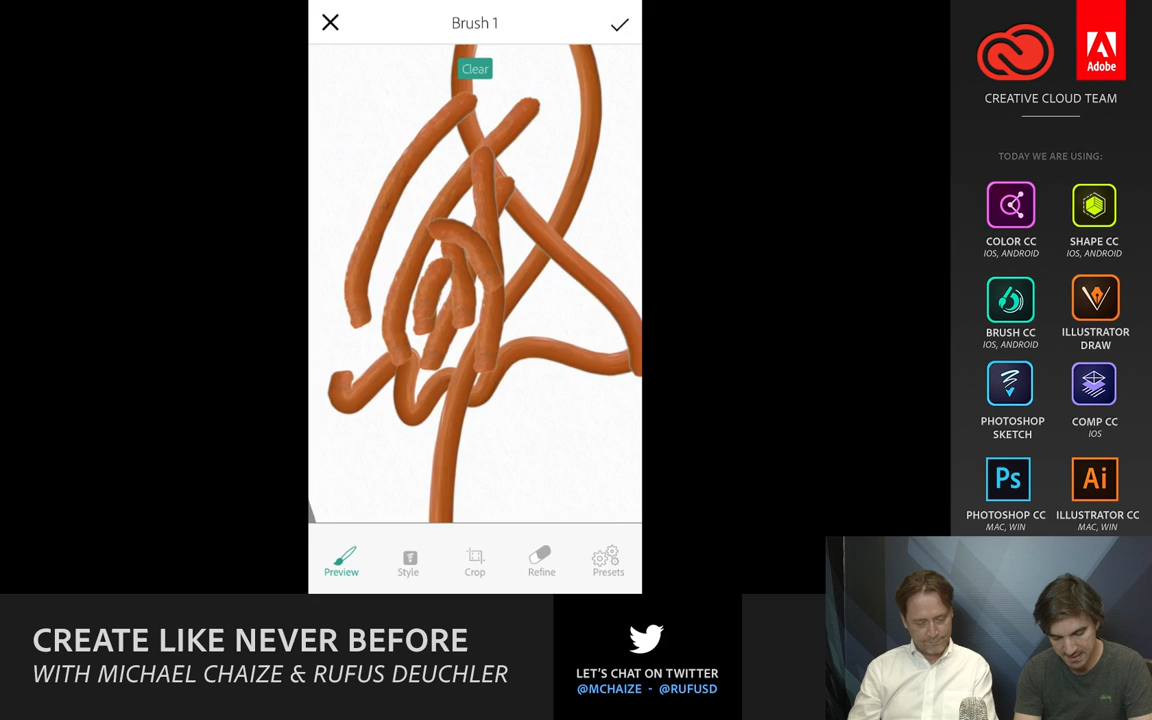 Brush 1
Clear
Preview
Style
Crop
Refine
Presets
Adobe
CREATIVE CLOUD TEAM
TODAY WE ARE USING:
COLOR CC
IOS, ANDROID
SHAPE CC
IOS, ANDROID
BRUSH CC
IOS, ANDROID
ILLUSTRATOR
DRAW
PHOTOSHOP
SKETCH
COMP CC
IOS
Ps
Ai
PHOTOSHOP CC
MAC, WIN
ILLUSTRATOR CC
MAC, WIN
CREATE LIKE NEVER BEFORE
WITH MICHAEL CHAIZE & RUFUS DEUCHLER
LET'S CHAT ON TWITTER
@MCHAIZE - @RUFUSD